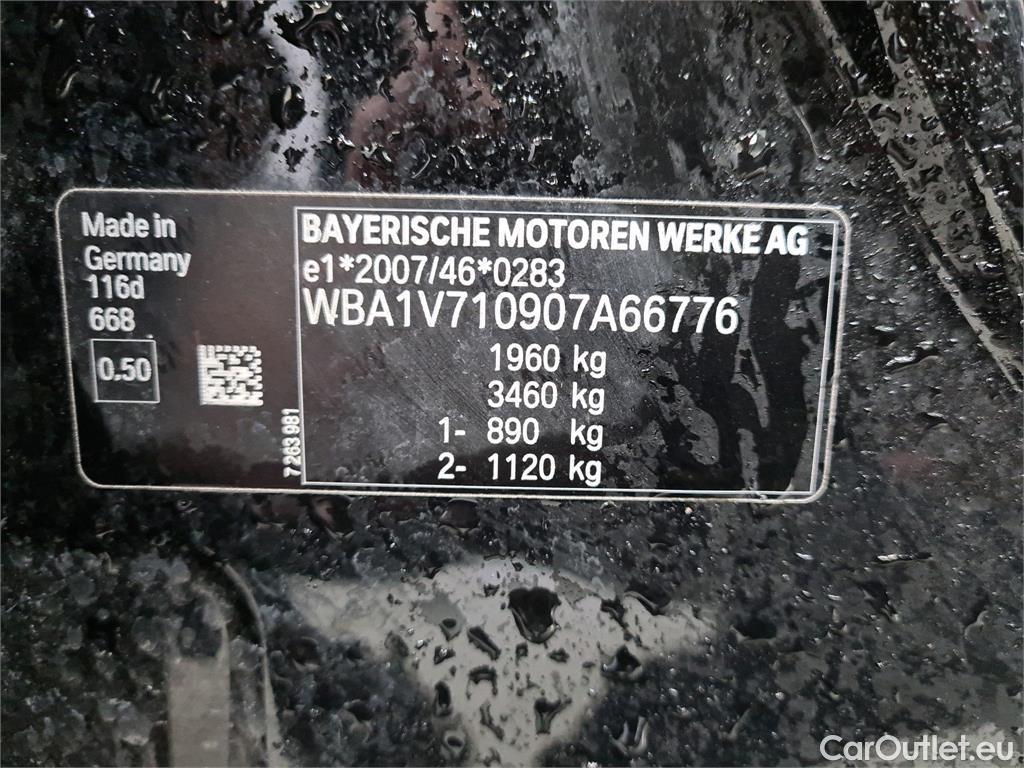 Made in
Germany
116d
668
0.50
7 263 981
BAYERISCHE MOTOREN WERKE AG
e1*2007/46*0283
WBA1V710907A66776
1960 kg
3460 kg
1- 890 kg
2- 1120 kg
CarOutlet.eu